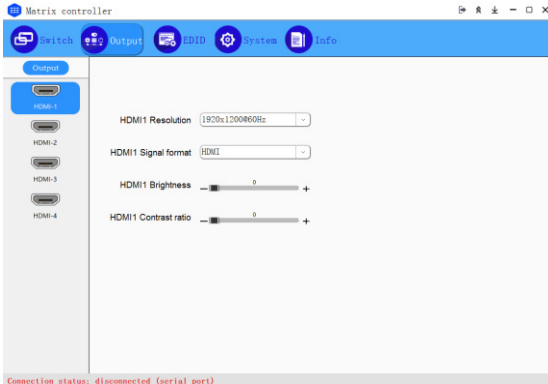 Matrix controller
Switch Output EDID System Info
Output
HDMI-1
HDMI-2
HDMI-3
HDMI-4
HDMI1 Resolution 1920x1200@60Hz
HDMI1 Signal format HDMI
HDMI1 Brightness — 0 +
HDMI1 Contrast ratio — 0 +
Connection status: disconnected (serial port)